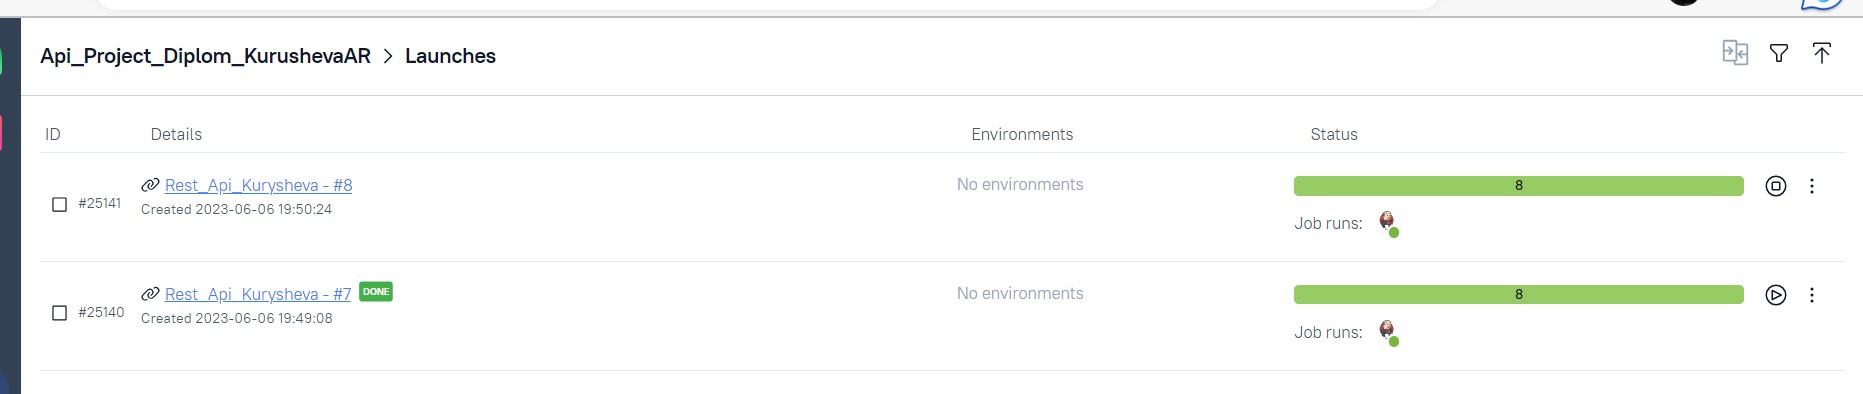 Api_Project_Diplom_KurushevaAR > Launches
ID Details Environments Status
Rest_Api_Kurysheva - #8 No environments 8
#25141 Created 2023-06-06 19:50:24
Job runs:
Rest_Api_Kurysheva - #7 DONE No environments 8
#25140 Created 2023-06-06 19:49:08
Job runs: